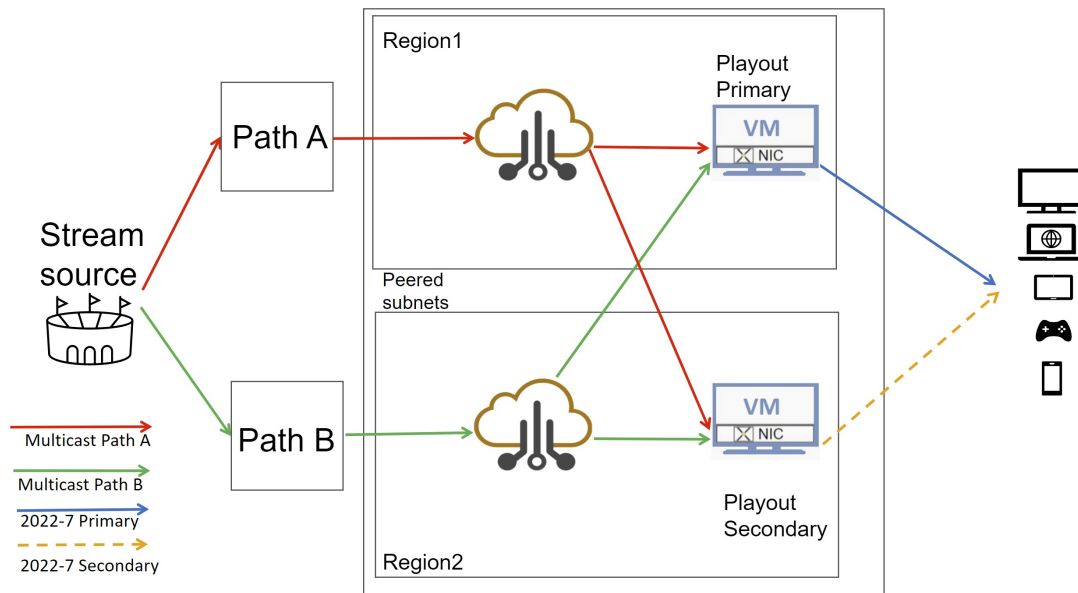 Region1
Playout
Primary
VM
NIC
Path A
Stream
source
Peered
subnets
Path B
VM
NIC
Playout
Secondary
Region2
Multicast Path A
Multicast Path B
2022-7 Primary
2022-7 Secondary